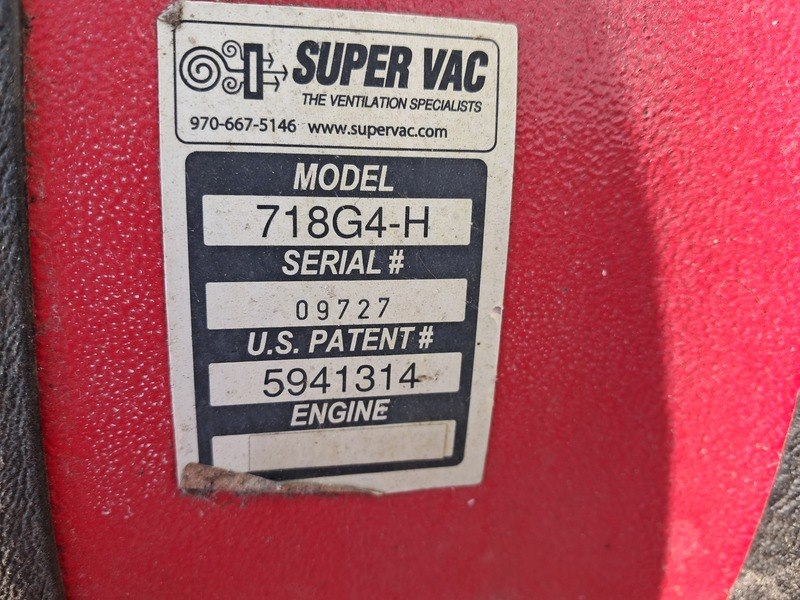 SUPER VAC
THE VENTILATION SPECIALISTS
970-667-5146 www.supervac.com
MODEL
718G4-H
SERIAL #
09727
U.S. PATENT #
5941314
ENGINE